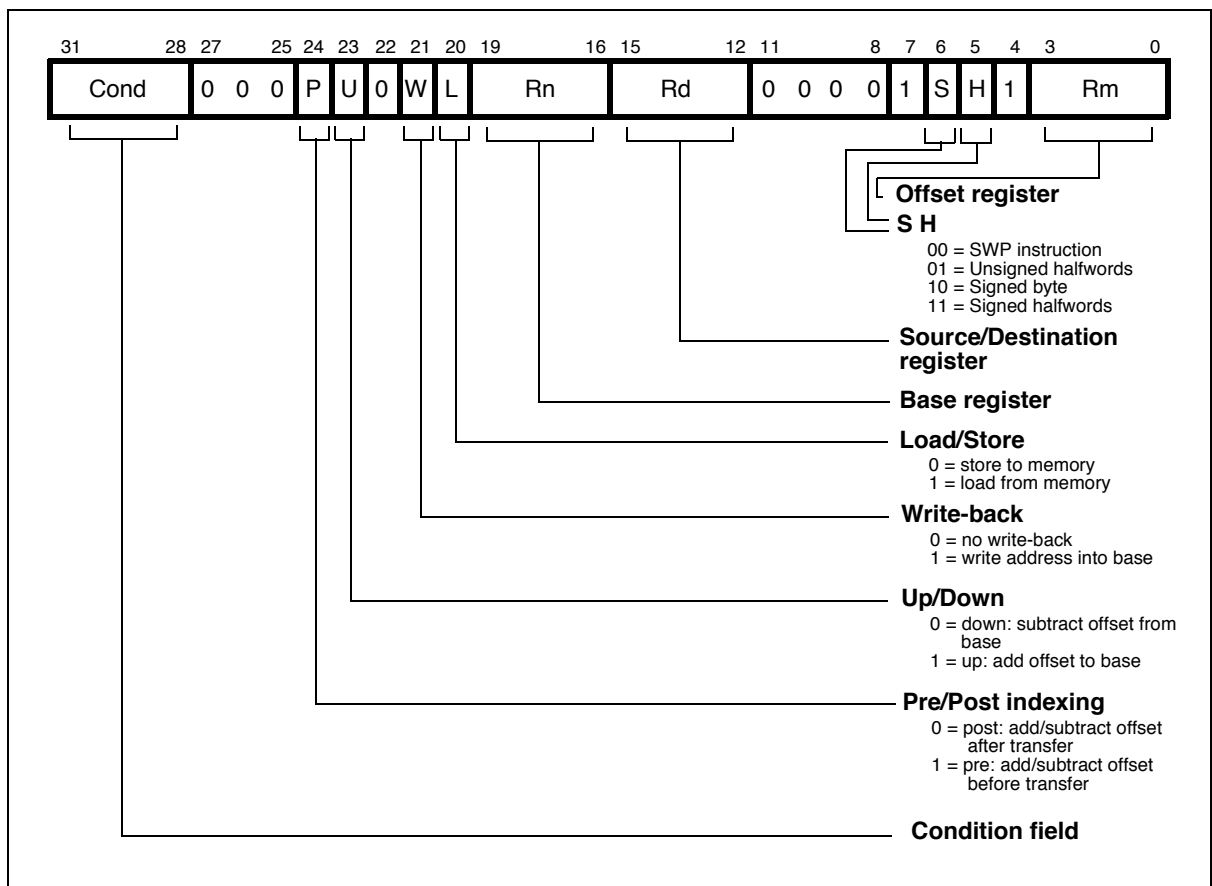 31 28 27 25 24 23 22 21 20 19 16 15 12 11 8 7 6 5 4 3 0
Cond 0 0 0 P U 0 W L Rn Rd 0 0 0 0 1 S H 1 Rm
Offset register
S H
00 = SWP instruction
01 = Unsigned halfwords
10 = Signed byte
11 = Signed halfwords
Source/Destination
register
Base register
Load/Store
0 = store to memory
1 = load from memory
Write-back
0 = no write-back
1 = write address into base
Up/Down
0 = down: subtract offset from
base
1 = up: add offset to base
Pre/Post indexing
0 = post: add/subtract offset
after transfer
1 = pre: add/subtract offset
before transfer
Condition field